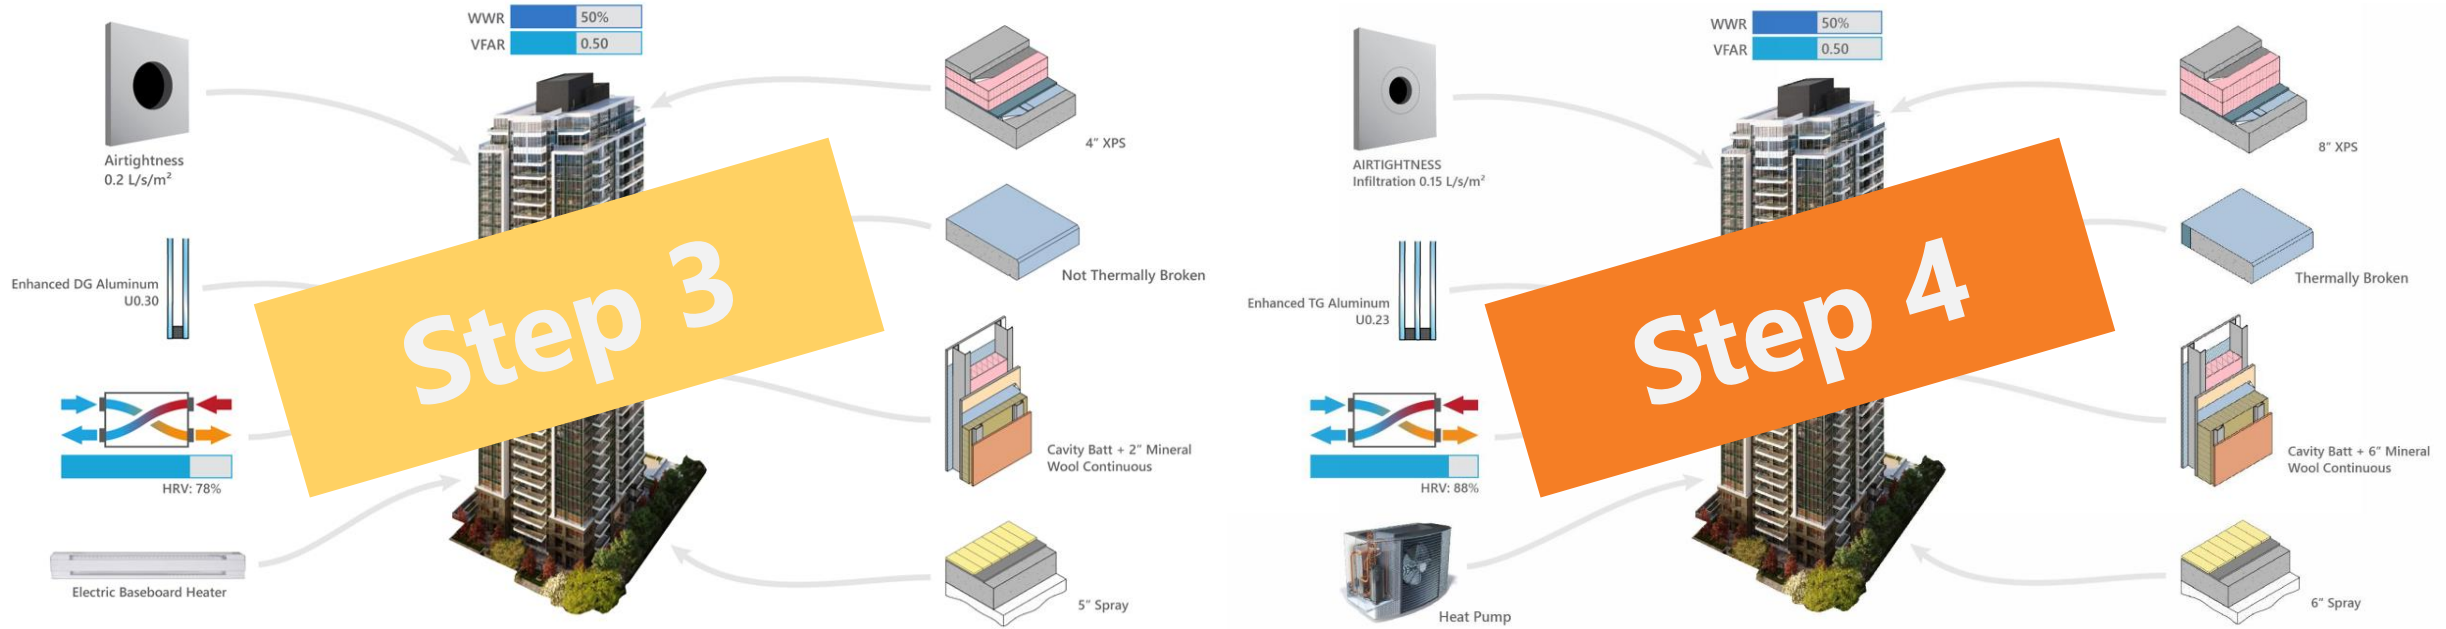 WWR 50%
VFAR 0.50
Airtightness
0.2 L/s/m²
4" XPS
Not Thermally Broken
Enhanced DG Aluminum
U0.30
Step 3
Cavity Batt + 2" Mineral
Wool Continuous
HRV: 78%
Electric Baseboard Heater
5" Spray
WWR 50%
VFAR 0.50
AIRTIGHTNESS
Infiltration 0.15 L/s/m²
8" XPS
Thermally Broken
Enhanced TG Aluminum
U0.23
Step 4
Cavity Batt + 6" Mineral
Wool Continuous
HRV: 88%
Heat Pump
6" Spray